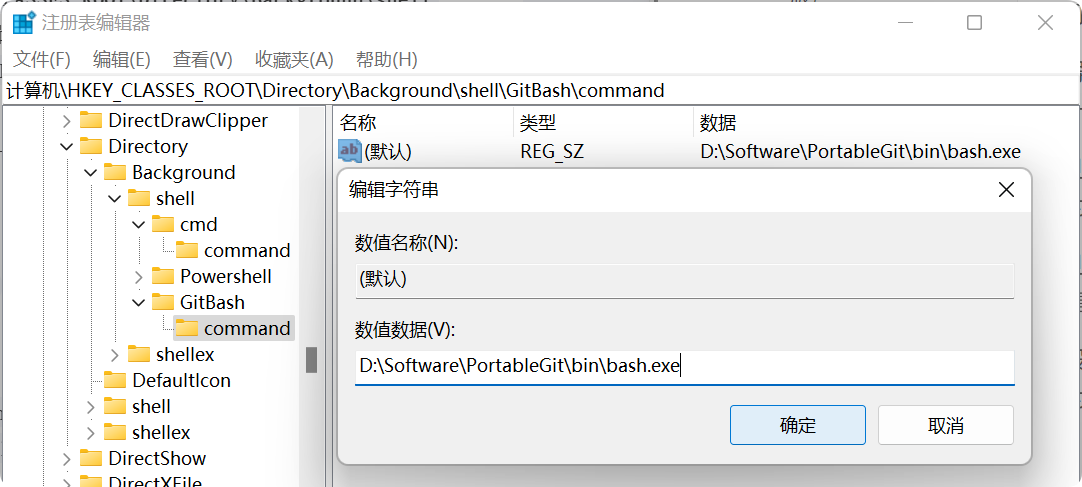 注册表编辑器
文件(F) 编辑(E) 查看(V) 收藏夹(A) 帮助(H)
计算机\HKEY_CLASSES_ROOT\Directory\Background\shell\GitBash\command
DirectDrawClipper
Directory
Background
shell
cmd
command
Powershell
GitBash
command
shellex
DefaultIcon
shell
shellex
DirectShow
DirectXFile
名称 类型 数据
ab (默认) REG_SZ D:\Software\PortableGit\bin\bash.exe
编辑字符串
数值名称(N):
(默认)
数值数据(V):
D:\Software\PortableGit\bin\bash.exe
确定 取消